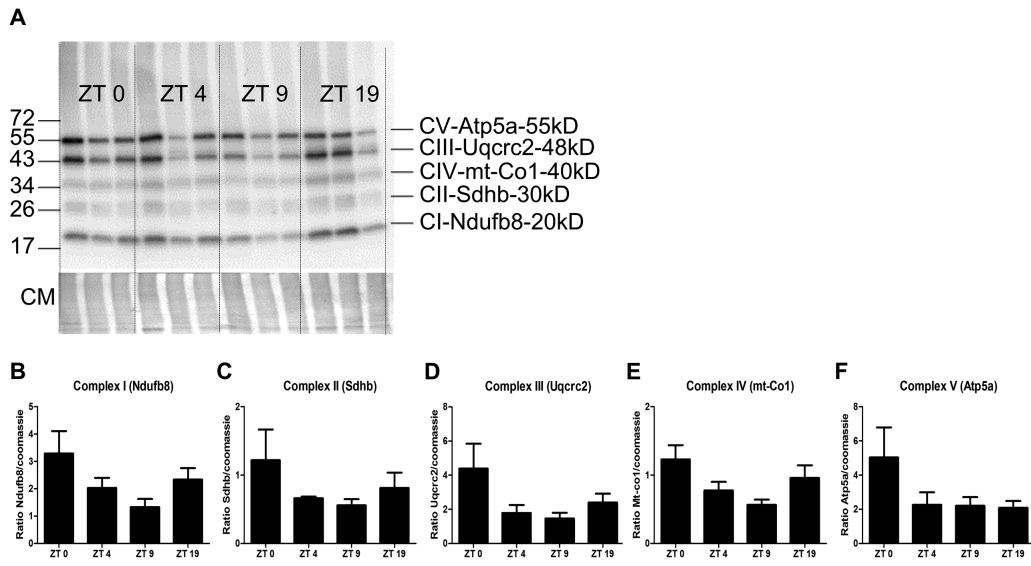 A
ZT 0 ZT 4 ZT 9 ZT 19
72
55
43
34
26
17
CV-Atp5a-55kD
CIII-Uqcrc2-48kD
CIV-mt-Co1-40kD
CII-Sdhb-30kD
CI-Ndufb8-20kD
CM
B
Complex I (Ndufb8)
Ratio Ndufb8/coomassie
5
4
3
2
1
0
ZT 0 ZT 4 ZT 9 ZT 19
C
Complex II (Sdhb)
Ratio Sdhb/coomassie
2
1
0
ZT 0 ZT 4 ZT 9 ZT 19
D
Complex III (Uqcrc2)
Ratio Uqcrc2/coomassie
8
6
4
2
0
ZT 0 ZT 4 ZT 9 ZT 19
E
Complex IV (mt-Co1)
Ratio Mt-co1/coomassie
2
1
0
ZT 0 ZT 4 ZT 9 ZT 19
F
Complex V (Atp5a)
Ratio Atp5a/coomassie
8
6
4
2
0
ZT 0 ZT 4 ZT 9 ZT 19